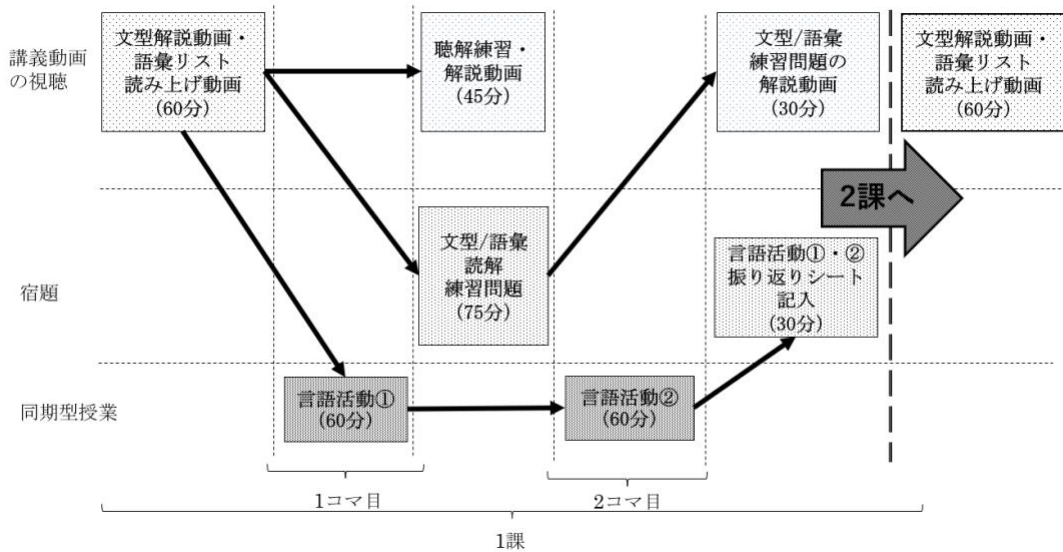 講義動画
の視聴
文型解説動画・
語彙リスト
読み上げ動画
(60分)
聴解練習・
解説動画
(45分)
文型/語彙
練習問題の
解説動画
(30分)
文型解説動画・
語彙リスト
読み上げ動画
(60分)
2課へ
宿題
文型/語彙
読解
練習問題
(75分)
言語活動①・②
振り返りシート
記入
(30分)
同期型授業
言語活動①
(60分)
言語活動②
(60分)
1コマ目
2コマ目
1課